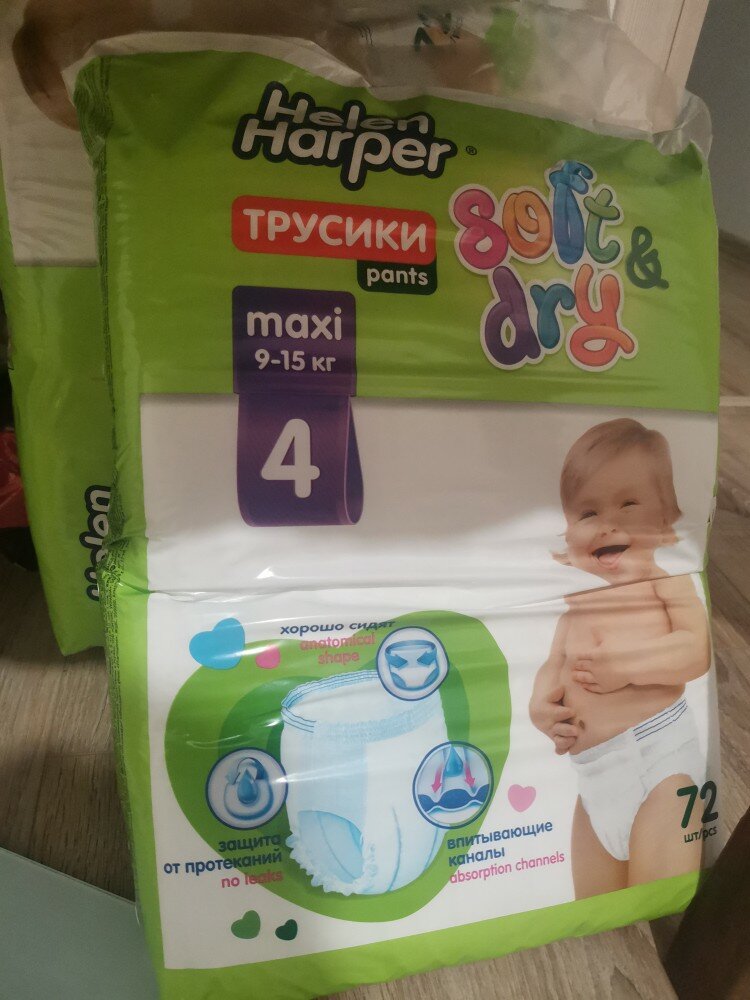 Helen
Harper ®
ТРУСИКИ
pants
soft &
dry
maxi
9-15 кг
4
хорошо сидят
anatomical
shape
защита
от протеканий
no leaks
впитывающие
каналы
absorption channels
72
шт/pcs
Helen